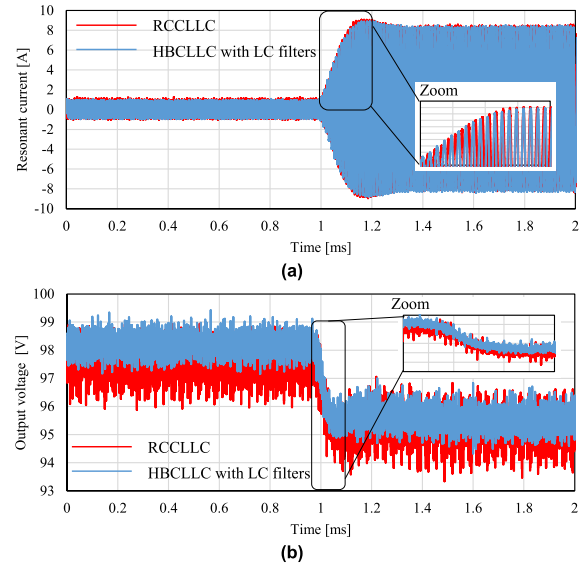 10
8
6
4
2
0
-2
-4
-6
-8
-10
Resonant current [A]
RCCLLC
HBCLLC with LC filters
Zoom
0 0.2 0.4 0.6 0.8 1 1.2 1.4 1.6 1.8 2
Time [ms]
(a)
100
99
98
97
96
95
94
93
Output voltage [V]
Zoom
RCCLLC
HBCLLC with LC filters
0 0.2 0.4 0.6 0.8 1 1.2 1.4 1.6 1.8 2
Time [ms]
(b)